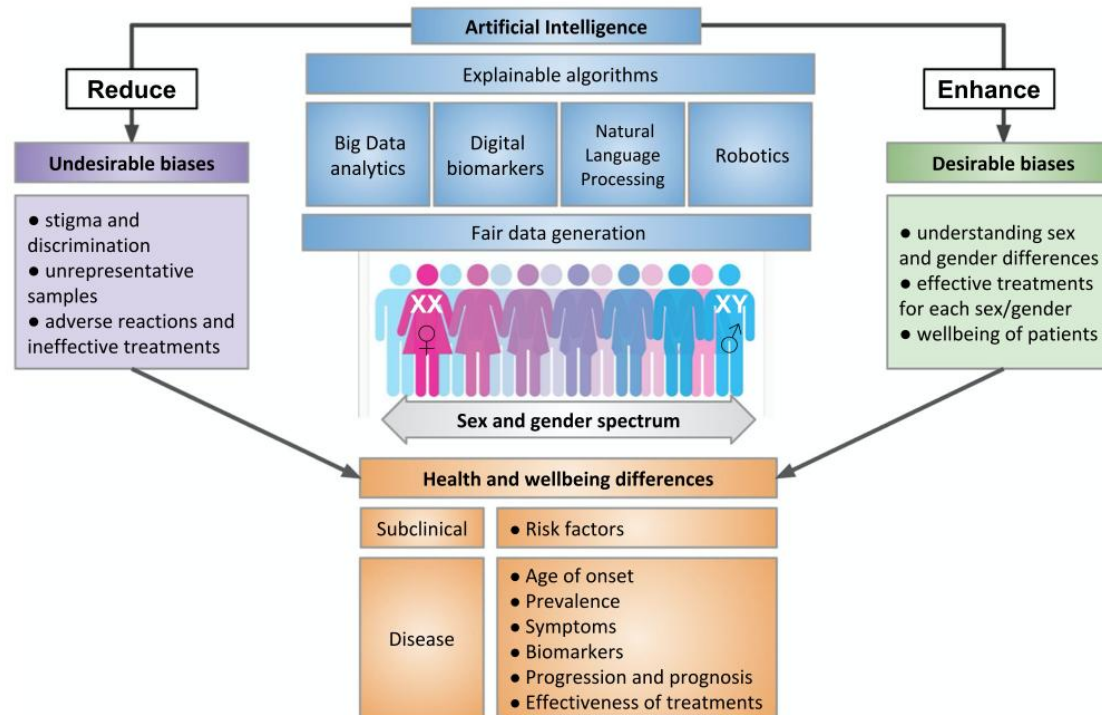 Artificial Intelligence
Reduce
Explainable algorithms
Enhance
Undesirable biases
Big Data
analytics
Digital
biomarkers
Natural
Language
Processing
Robotics
Desirable biases
● stigma and
discrimination
● unrepresentative
samples
● adverse reactions and
ineffective treatments
Fair data generation
● understanding sex
and gender differences
● effective treatments
for each sex/gender
● wellbeing of patients
XX
♀
XY
♂
Sex and gender spectrum
Health and wellbeing differences
Subclinical
● Risk factors
Disease
● Age of onset
● Prevalence
● Symptoms
● Biomarkers
● Progression and prognosis
● Effectiveness of treatments